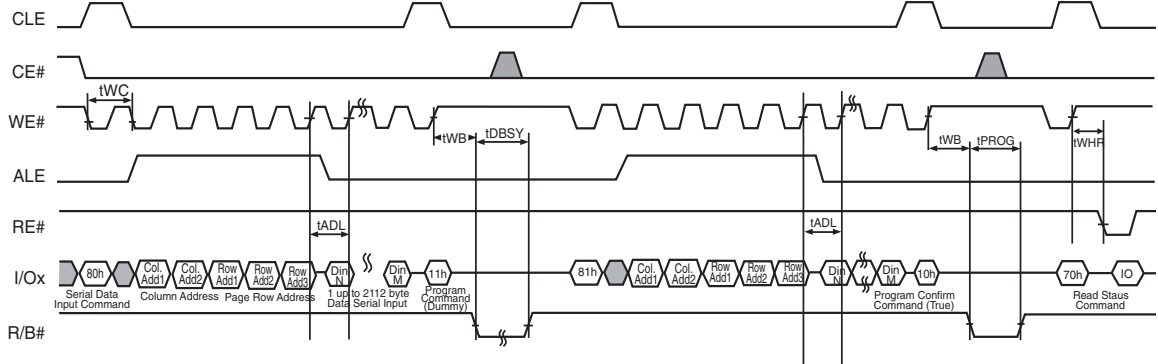 CLE
CE#
tWC
WE#
tWB
tDBSY
tWB
tPROG
tWHR
ALE
RE#
tADL
tADL
I/Ox
80h
Col. Add1
Col. Add2
Row Add1
Row Add2
Row Add3
Din N
Din M
11h
81h
Col. Add1
Col. Add2
Row Add1
Row Add2
Row Add3
Din N
Din M
10h
70h
IO
Serial Data
Input Command
Column Address
Page Row Address
1 up to 2112 byte
Data Serial Input
Program
Command
(Dummy)
Program Confirm
Command (True)
Read Staus
Command
R/B#